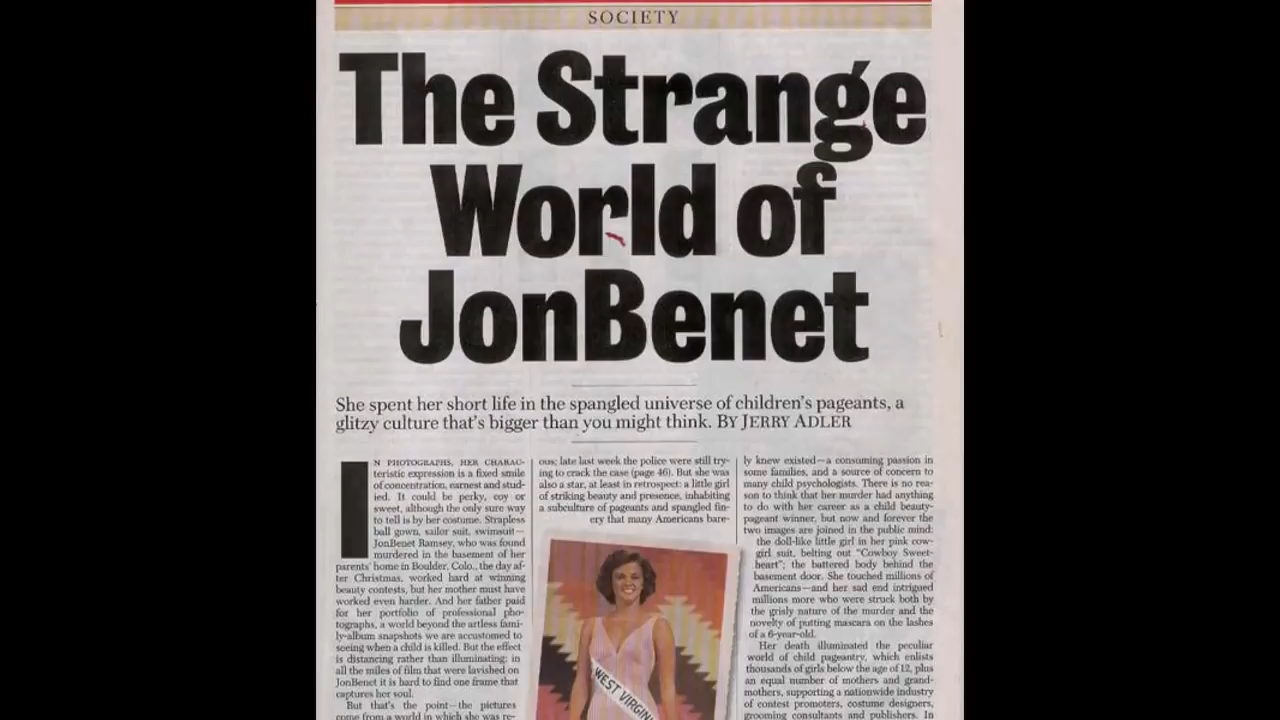 SOCIETY
The Strange
World of
JonBenet
She spent her short life in the spangled universe of children's pageants, a
glitzy culture that's bigger than you might think. BY JERRY ADLER
IN PHOTOGRAPHS, HER CHARAC-
teristic expression is a fixed smile
of concentration, earnest and stud-
ied. It could be perky, coy or
sweet, although the only sure way
to tell is by her costume. Strapless
ball gown, sailor suit, swimsuit—
JonBenet Ramsey, who was found
murdered in the basement of her
parents' home in Boulder, Colo., the day af-
ter Christmas, worked hard at winning
beauty contests, but her mother must have
worked even harder. And her father paid
for her portfolio of professional pho-
tographs, a world beyond the artless fami-
ly-album snapshots we are accustomed to
seeing when a child is killed. But the effect
is distancing rather than illuminating; in
all the miles of film that were lavished on
JonBenet it is hard to find one frame that
captures her soul.
But that's the point—the pictures
come from a world in which she was re-
ous; late last week the police were still try-
ing to crack the case (page 46). But she was
also a star, at least in retrospect: a little girl
of striking beauty and presence, inhabiting
a subculture of pageants and spangled fin-
ery that many Americans bare-
WEST VIRGINI
ly knew existed—a consuming passion in
some families, and a source of concern to
many child psychologists. There is no rea-
son to think that her murder had anything
to do with her career as a child beauty-
pageant winner, but now and forever the
two images are joined in the public mind:
the doll-like little girl in her pink cow-
girl suit, belting out "Cowboy Sweet-
heart"; the battered body behind the
basement door. She touched millions of
Americans—and her sad end intrigued
millions more who were struck both by
the grisly nature of the murder and the
novelty of putting mascara on the lashes
of a 6-year-old.
Her death illuminated the peculiar
world of child pageantry, which enlists
thousands of girls below the age of 12, plus
an equal number of mothers and grand-
mothers, supporting a nationwide industry
of contest promoters, costume designers,
grooming consultants and publishers. In